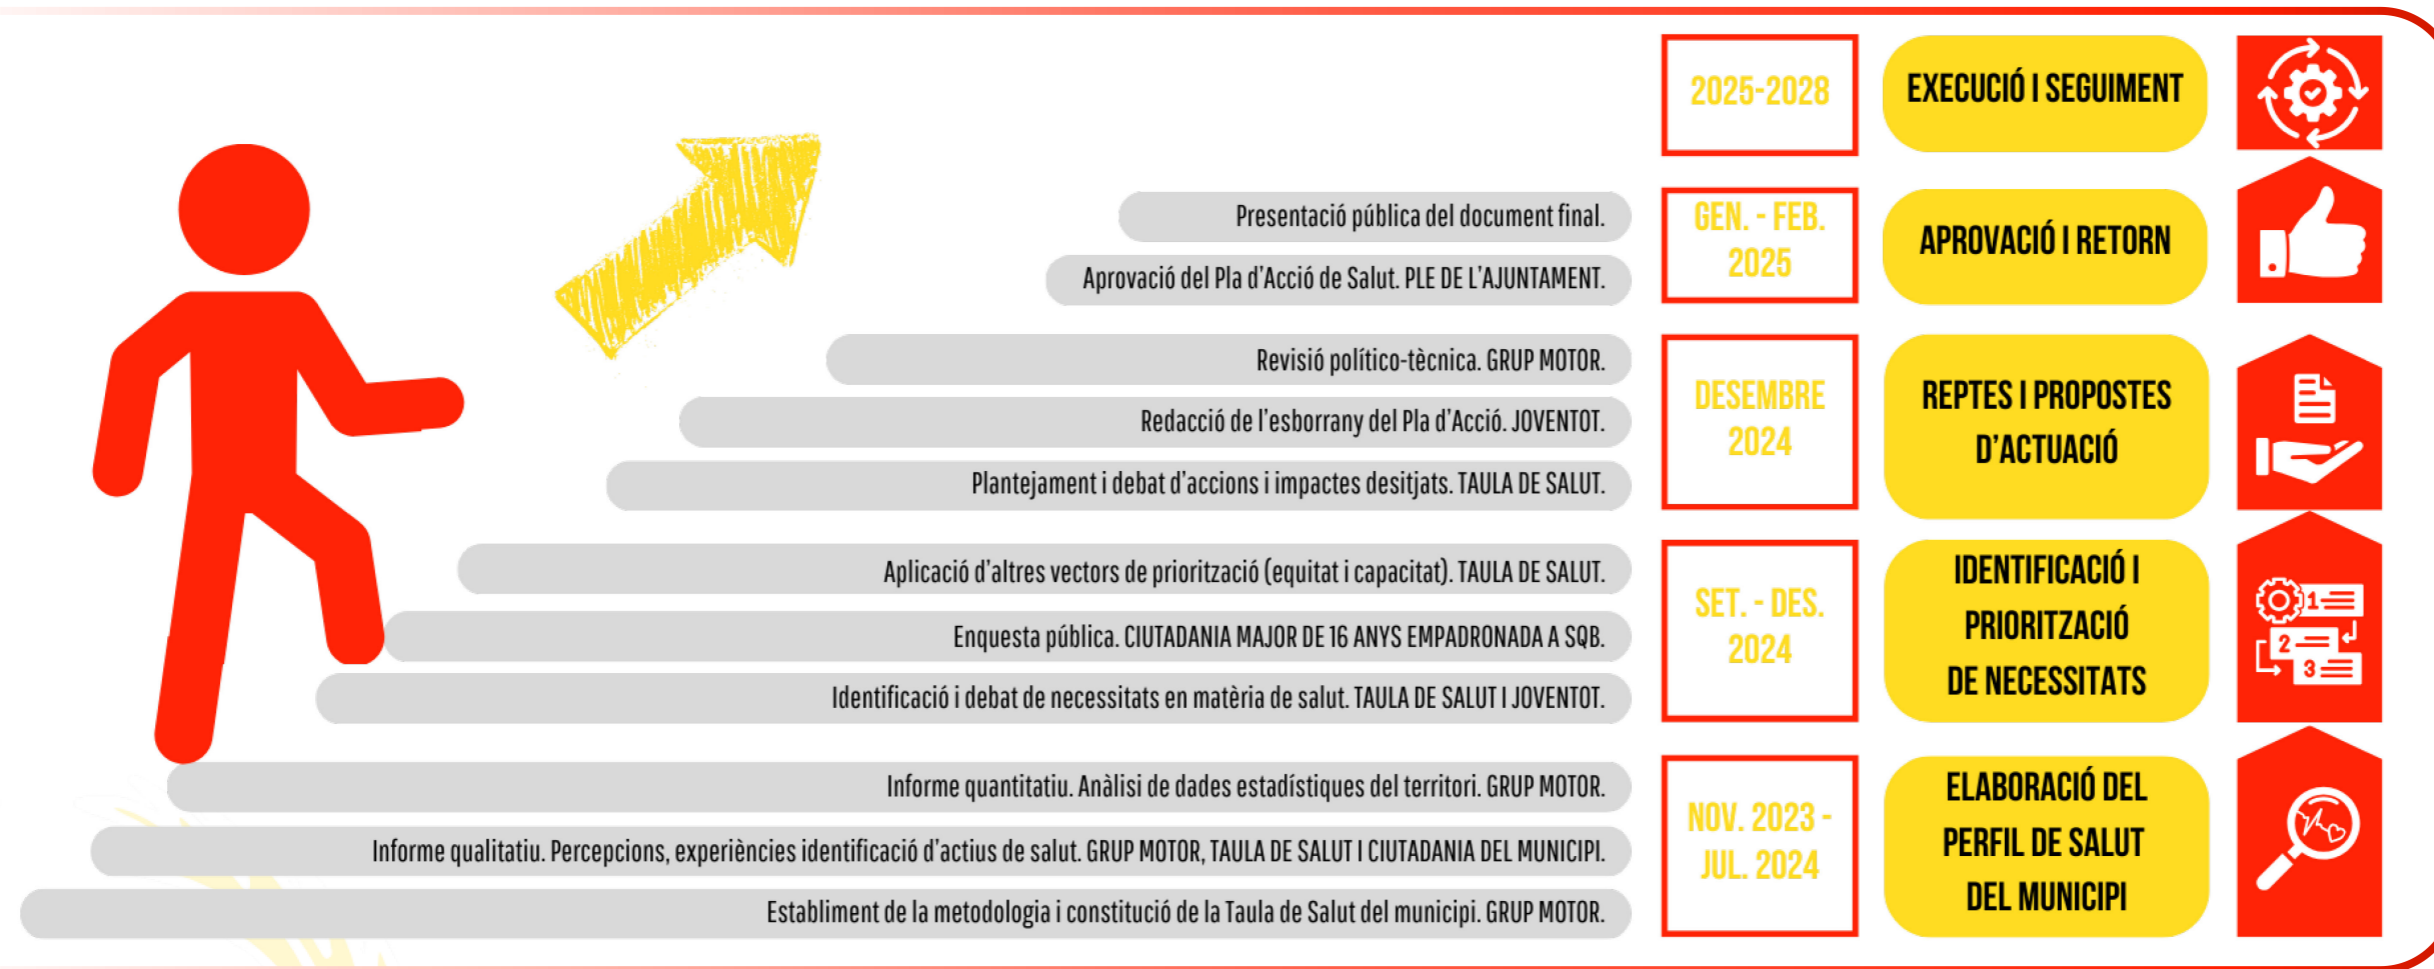 2025-2028
EXECUCIÓ I SEGUIMENT
Presentació pública del document final.
Aprovació del Pla d'Acció de Salut. PLE DE L'AJUNTAMENT.
GEN. - FEB.
2025
APROVACIÓ I RETORN
Revisió político-tècnica. GRUP MOTOR.
Redacció de l'esborrany del Pla d'Acció. JOVENTOT.
Plantejament i debat d'accions i impactes desitjats. TAULA DE SALUT.
DESEMBRE
2024
REPTES I PROPOSTES
D'ACTUACIÓ
Aplicació d'altres vectors de priorització (equitat i capacitat). TAULA DE SALUT.
Enquesta pública. CIUTADANIA MAJOR DE 16 ANYS EMPADRONADA A SQB.
Identificació i debat de necessitats en matèria de salut. TAULA DE SALUT I JOVENTOT.
SET. - DES.
2024
IDENTIFICACIÓ I
PRIORITZACIÓ
DE NECESSITATS
1
2
3
Informe quantitatiu. Anàlisi de dades estadístiques del territori. GRUP MOTOR.
Informe qualitatiu. Percepcions, experiències identificació d'actius de salut. GRUP MOTOR, TAULA DE SALUT I CIUTADANIA DEL MUNICIPI.
Establiment de la metodologia i constitució de la Taula de Salut del municipi. GRUP MOTOR.
NOV. 2023 -
JUL. 2024
ELABORACIÓ DEL
PERFIL DE SALUT
DEL MUNICIPI